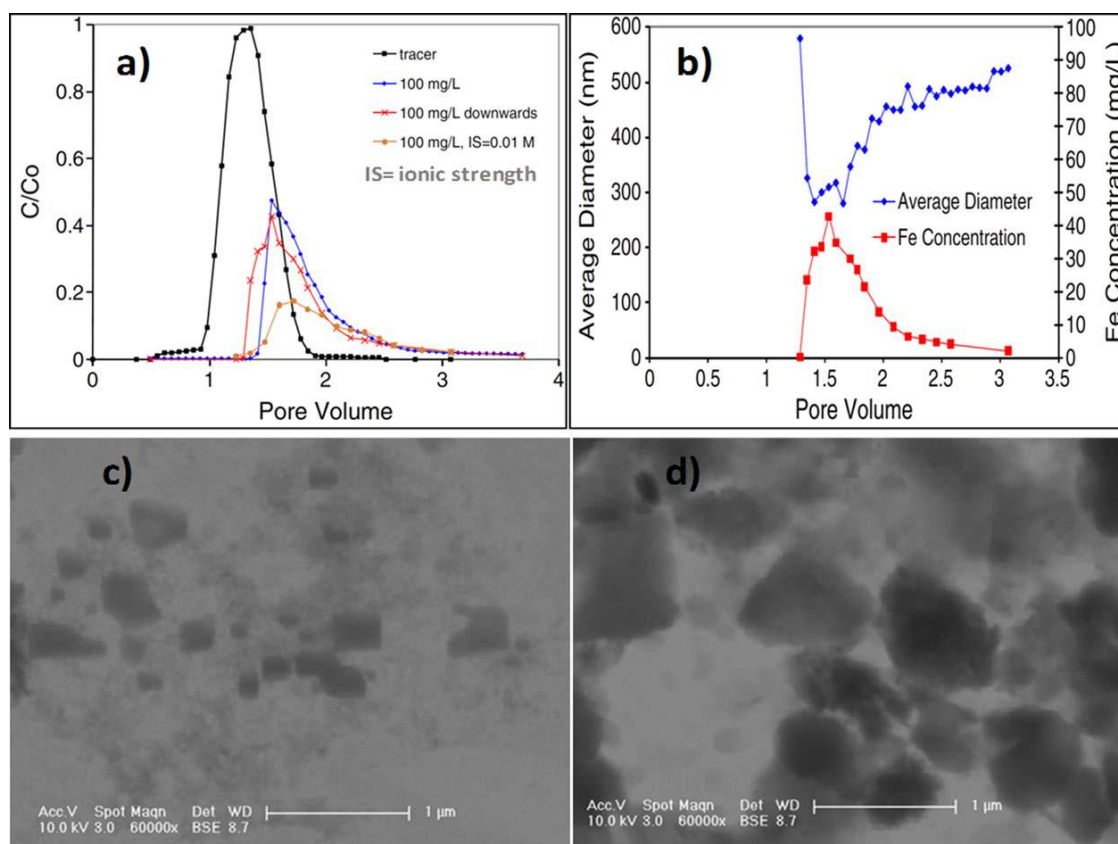 a)
tracer
100 mg/L
100 mg/L downwards
100 mg/L, IS=0.01 M
IS= ionic strength
C/Co
1
0.8
0.6
0.4
0.2
0
0 1 2 3 4
Pore Volume
b)
Average Diameter (nm)
600
500
400
300
200
100
0
Average Diameter
Fe Concentration
0 0.5 1 1.5 2 2.5 3 3.5
Pore Volume
100
90
80
70
60
50
40
30
20
10
0
Fe Concentration (mg/L)
c)
Acc.V Spot Magn Det WD
10.0 kV 3.0 60000x BSE 8.7
1 µm
d)
Acc.V Spot Magn Det WD
10.0 kV 3.0 60000x BSE 8.7
1 µm